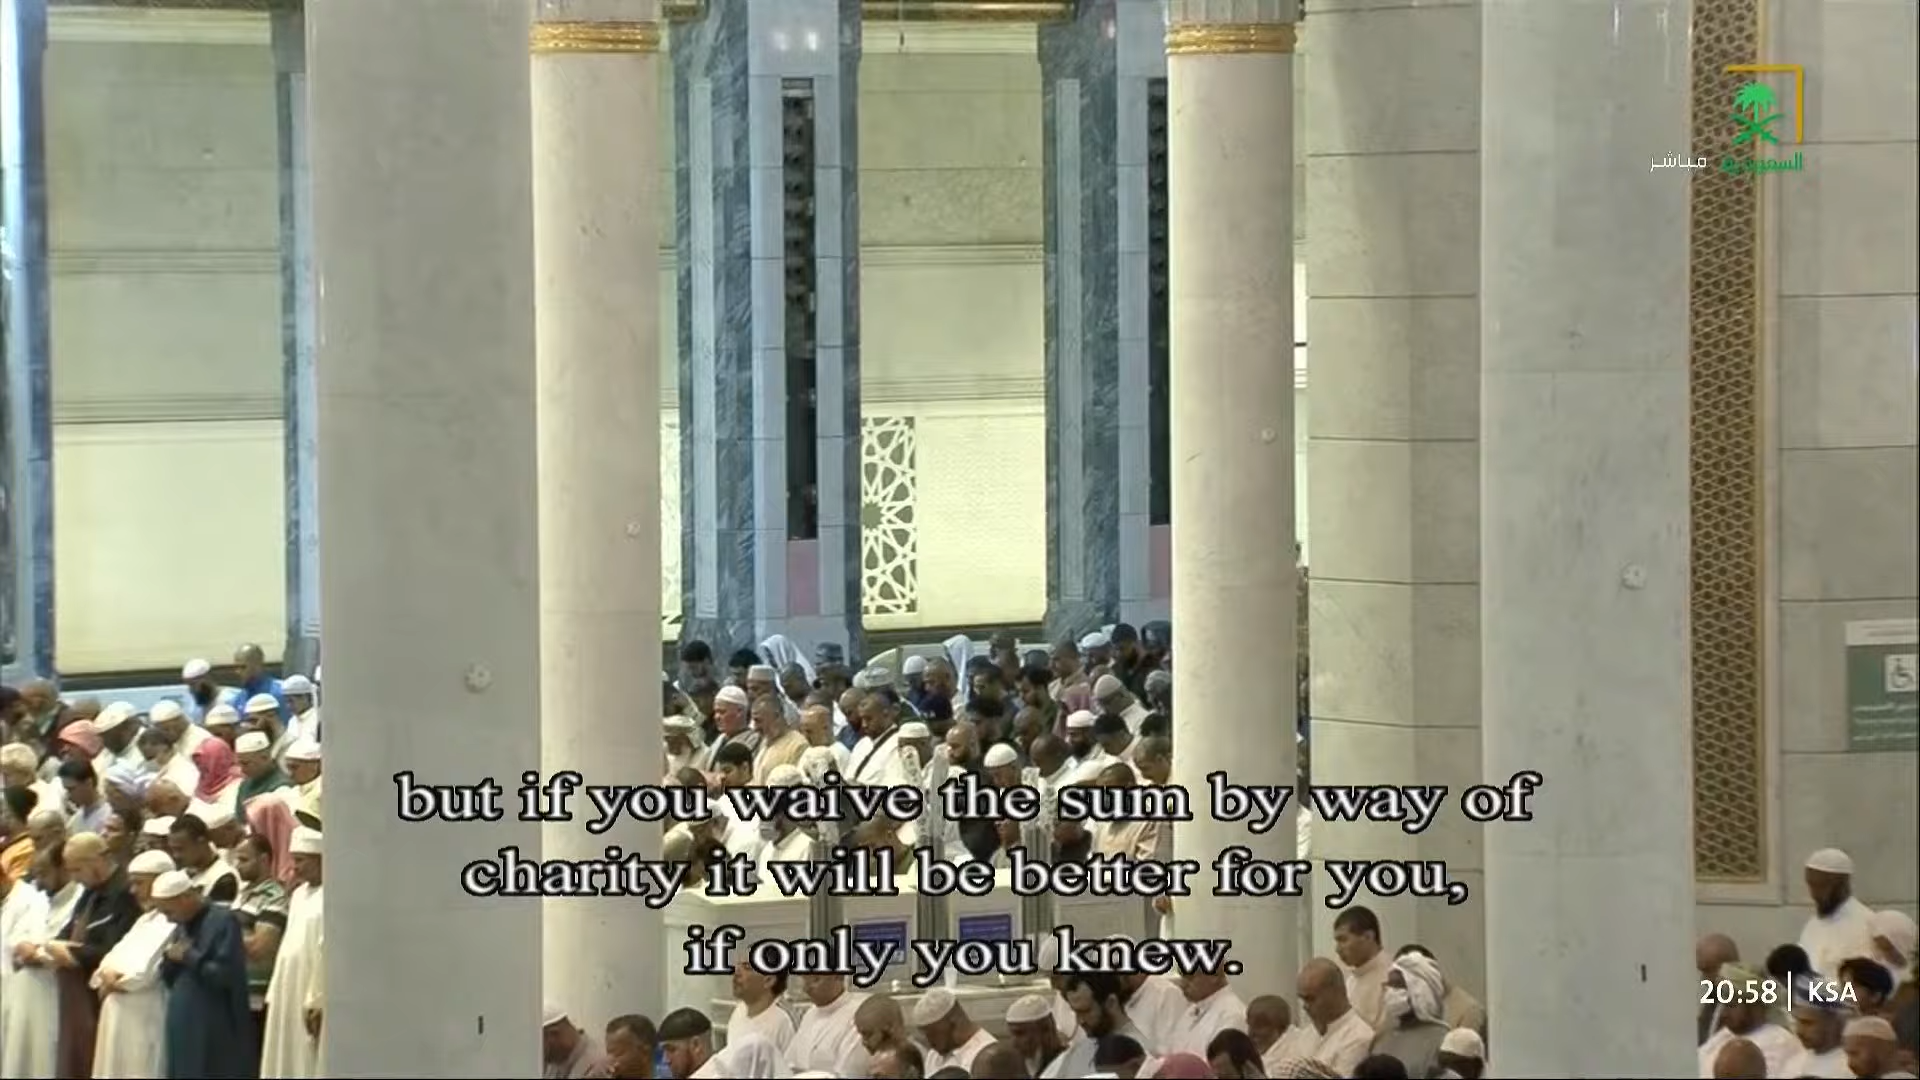 السعودية
مباشر
but if you waive the sum by way of
charity it will be better for you,
if only you knew.
20:58 | KSA